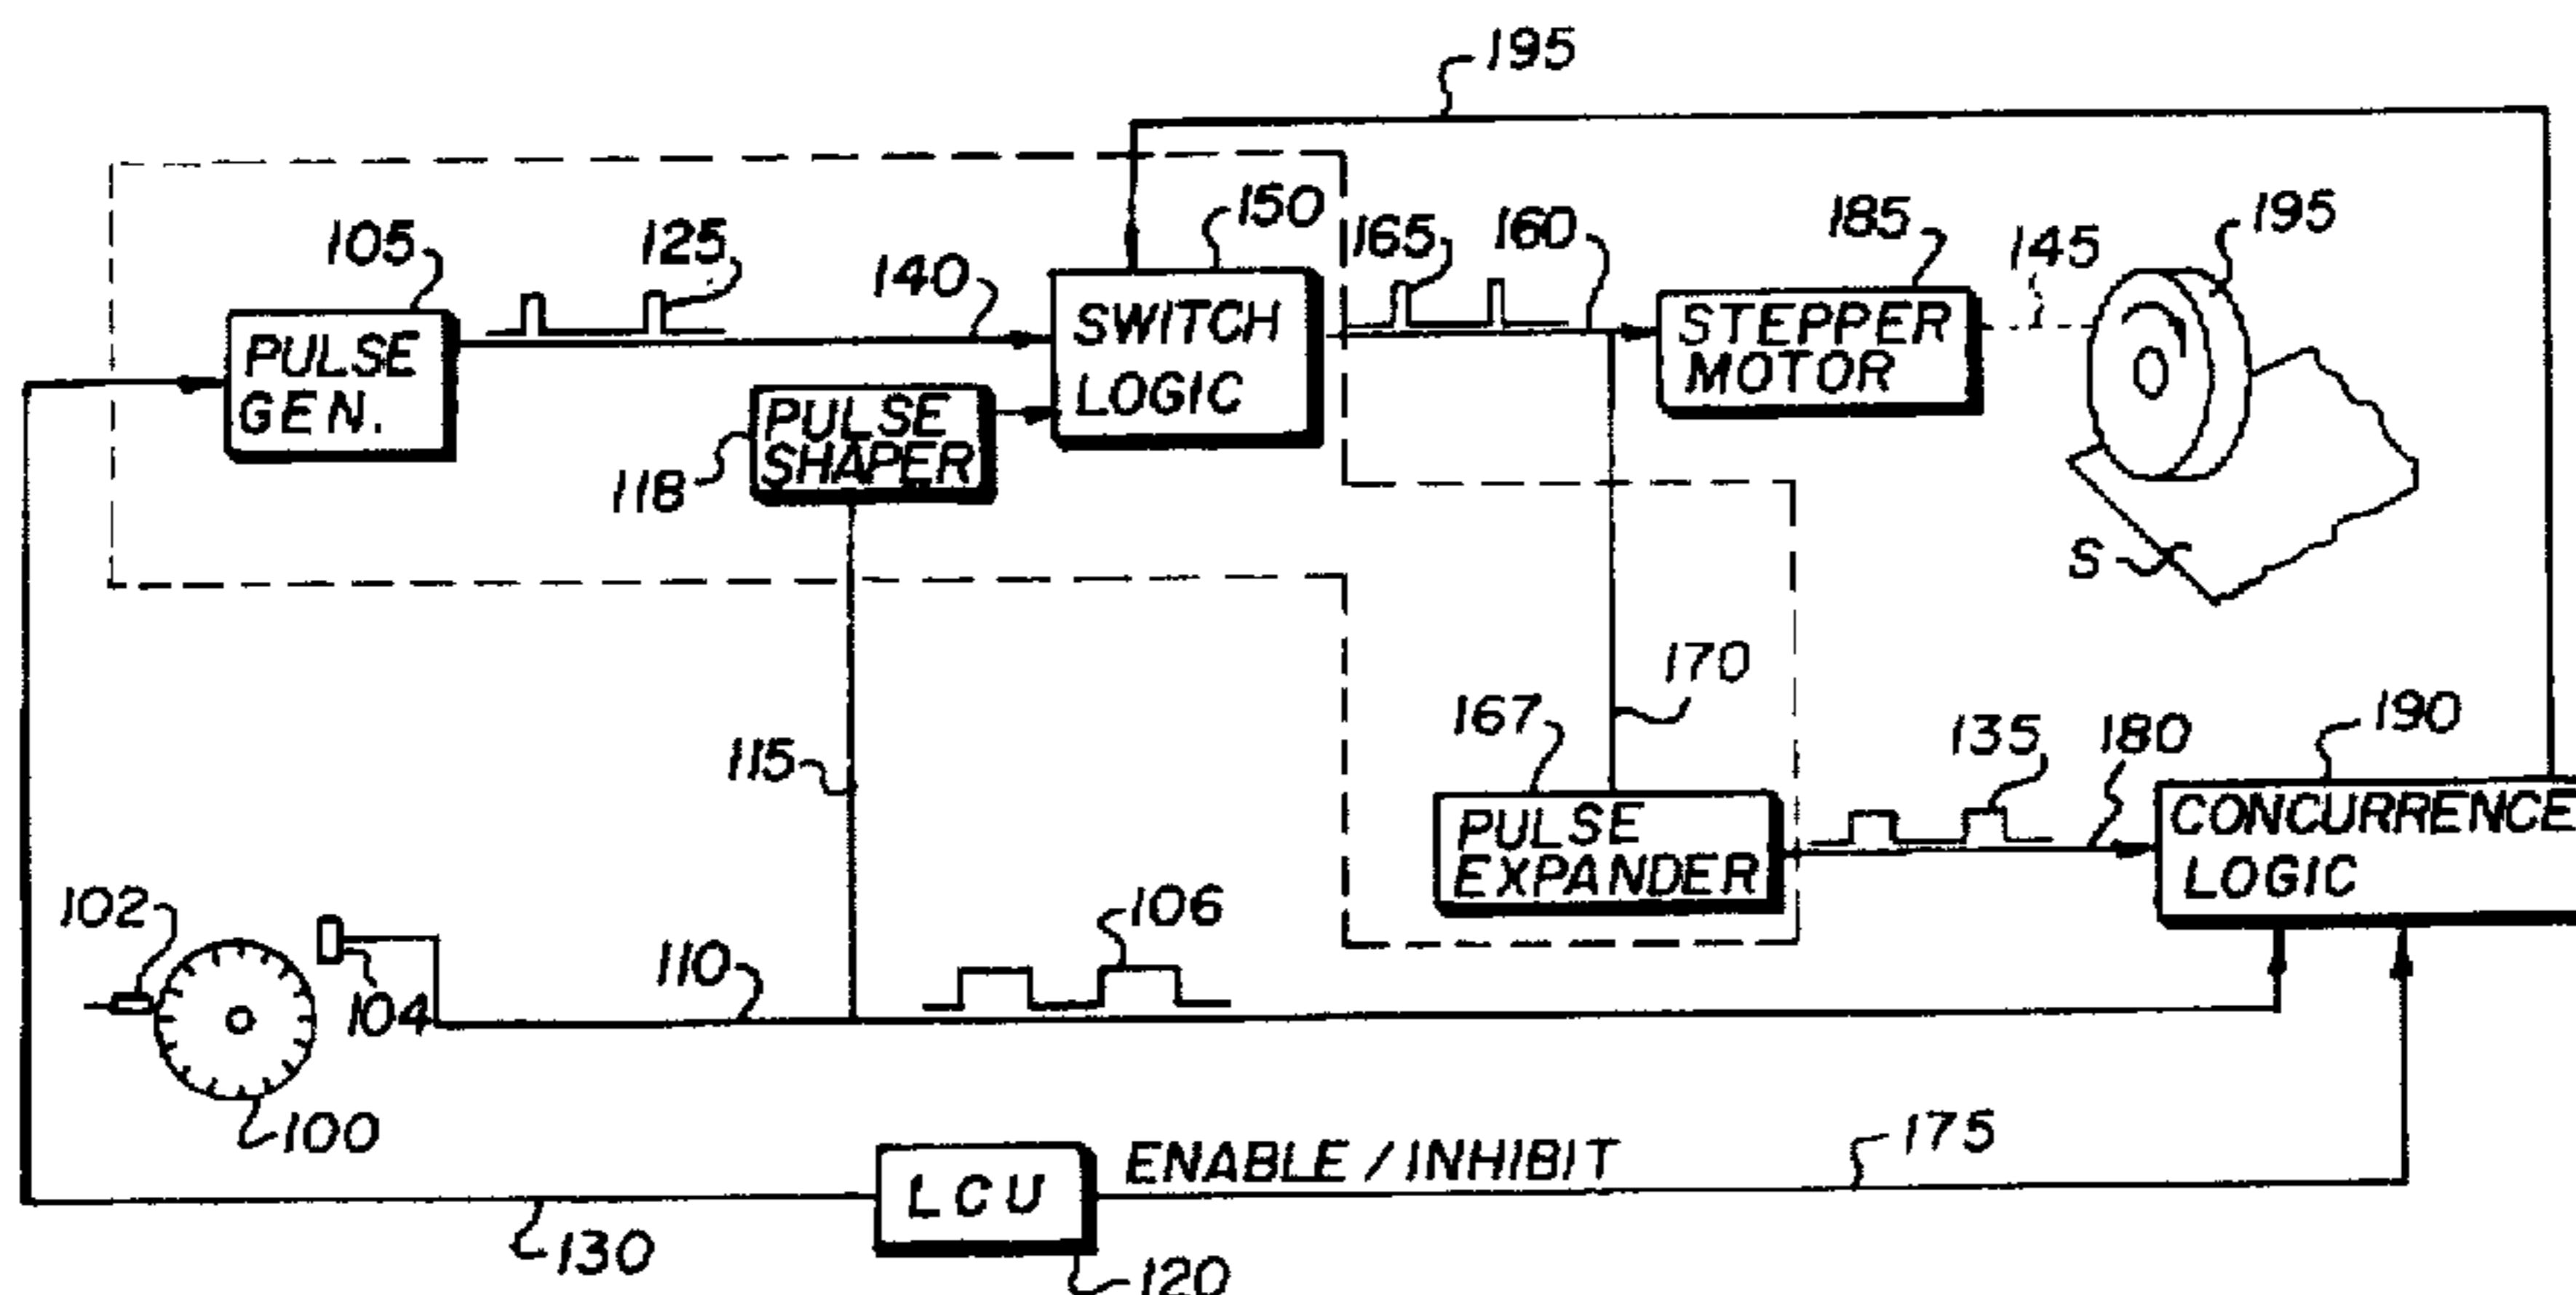 195
105
125
140
150
165
160
185
145
195
PULSE
GEN.
SWITCH
LOGIC
STEPPER
MOTOR
PULSE
SHAPER
118
S
115
170
167
135
180
190
PULSE
EXPANDER
CONCURRENCE
LOGIC
102
104
110
106
100
LCU
ENABLE / INHIBIT
175
130
120